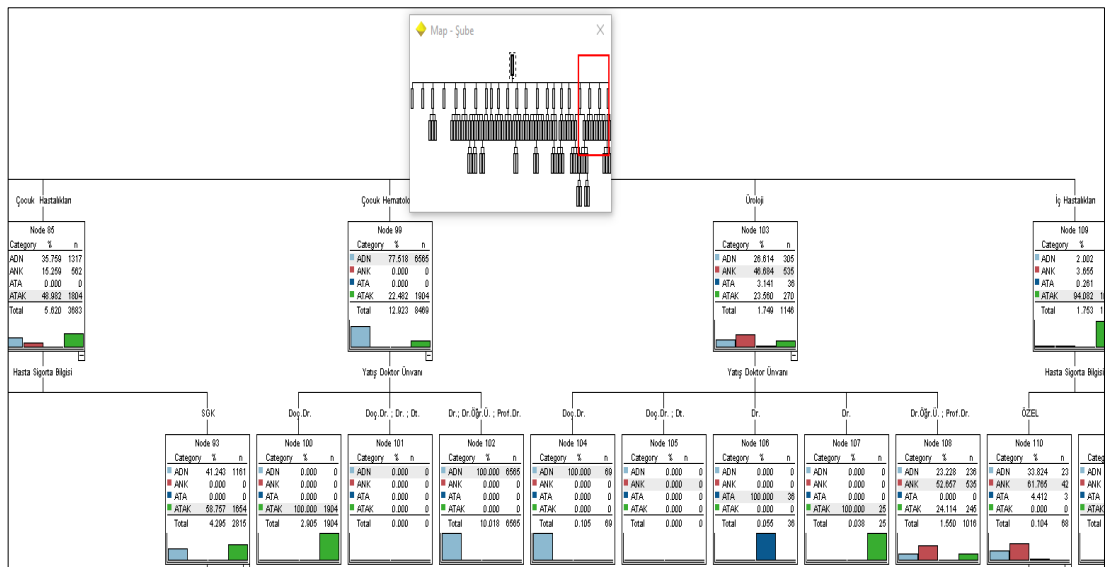 Map - Şube
Çocuk Hastalıkları
Node 85
Category % n
ADN 35.759 1317
ANK 15.259 562
ATA 0.000 0
ATAK 48.982 1804
Total 5.620 3683
Hasta Sigorta Bilgisi
Çocuk Hematolo
Node 99
Category % n
ADN 77.518 6565
ANK 0.000 0
ATA 0.000 0
ATAK 22.482 1904
Total 12.923 8469
Yatış Doktor Ünvanı
Üroloji
Node 103
Category % n
ADN 26.614 305
ANK 46.684 535
ATA 3.141 36
ATAK 23.560 270
Total 1.749 1146
Yatış Doktor Ünvanı
İç Hastalıkları
Node 109
Category %
ADN 2.002
ANK 3.655
ATA 0.261
ATAK 94.082
Total 1.753
Hasta Sigorta Bilgisi
SGK
Node 93
Category % n
ADN 41.243 1161
ANK 0.000 0
ATA 0.000 0
ATAK 58.757 1654
Total 4.295 2815
Doç.Dr.
Node 100
Category % n
ADN 0.000 0
ANK 0.000 0
ATA 0.000 0
ATAK 100.000 1904
Total 2.905 1904
Doç.Dr. ; Dr. ; Dt.
Node 101
Category % n
ADN 0.000 0
ANK 0.000 0
ATA 0.000 0
ATAK 0.000 0
Total 0.000 0
Dr.; Dr.Öğr.Ü. ; Prof.Dr.
Node 102
Category % n
ADN 100.000 6565
ANK 0.000 0
ATA 0.000 0
ATAK 0.000 0
Total 10.018 6565
Doç.Dr.
Node 104
Category % n
ADN 100.000 69
ANK 0.000 0
ATA 0.000 0
ATAK 0.000 0
Total 0.105 69
Doç.Dr. ; Dt.
Node 105
Category % n
ADN 0.000 0
ANK 0.000 0
ATA 0.000 0
ATAK 0.000 0
Total 0.000 0
Dr.
Node 106
Category % n
ADN 0.000 0
ANK 0.000 0
ATA 100.000 36
ATAK 0.000 0
Total 0.055 36
Dr.
Node 107
Category % n
ADN 0.000 0
ANK 0.000 0
ATA 0.000 0
ATAK 100.000 25
Total 0.038 25
Dr.Öğr.Ü. ; Prof.Dr.
Node 108
Category % n
ADN 23.228 236
ANK 52.657 535
ATA 0.000 0
ATAK 24.114 245
Total 1.550 1016
ÖZEL
Node 110
Category % n
ADN 33.824 23
ANK 61.765 42
ATA 4.412 3
ATAK 0.000 0
Total 0.104 68
Categ
ADN
ANK
ATA
ATAK
Total